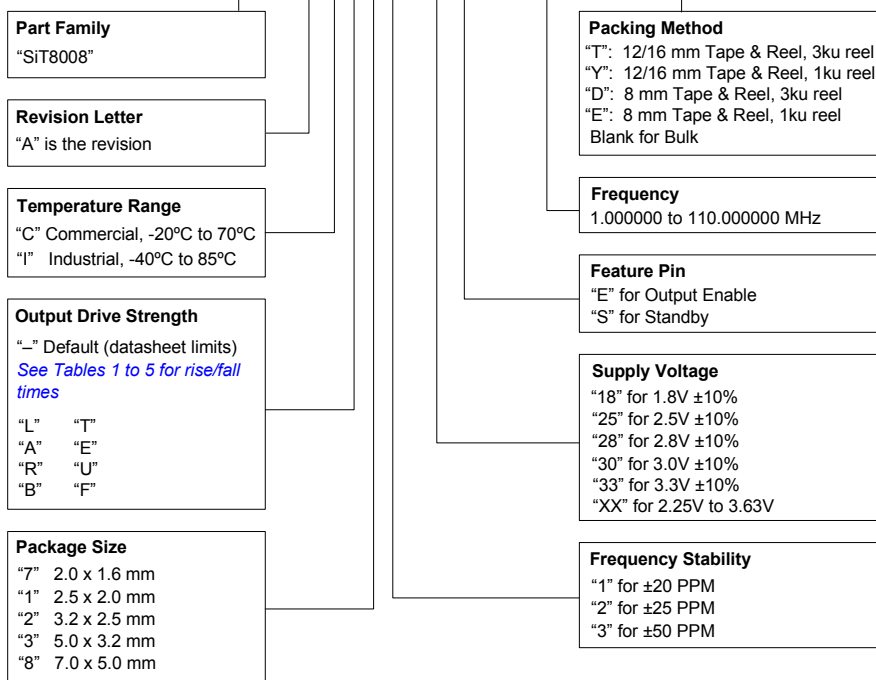 Part Family
“SiT8008”
Revision Letter
“A” is the revision
Temperature Range
“C” Commercial, -20ºC to 70ºC
“I” Industrial, -40ºC to 85ºC
Output Drive Strength
“–” Default (datasheet limits)
See Tables 1 to 5 for rise/fall
times
“L” “T”
“A” “E”
“R” “U”
“B” “F”
Package Size
“7” 2.0 x 1.6 mm
“1” 2.5 x 2.0 mm
“2” 3.2 x 2.5 mm
“3” 5.0 x 3.2 mm
“8” 7.0 x 5.0 mm
Packing Method
“T”: 12/16 mm Tape & Reel, 3ku reel
“Y”: 12/16 mm Tape & Reel, 1ku reel
“D”: 8 mm Tape & Reel, 3ku reel
“E”: 8 mm Tape & Reel, 1ku reel
Blank for Bulk
Frequency
1.000000 to 110.000000 MHz
Feature Pin
“E” for Output Enable
“S” for Standby
Supply Voltage
“18” for 1.8V ±10%
“25” for 2.5V ±10%
“28” for 2.8V ±10%
“30” for 3.0V ±10%
“33” for 3.3V ±10%
“XX” for 2.25V to 3.63V
Frequency Stability
“1” for ±20 PPM
“2” for ±25 PPM
“3” for ±50 PPM